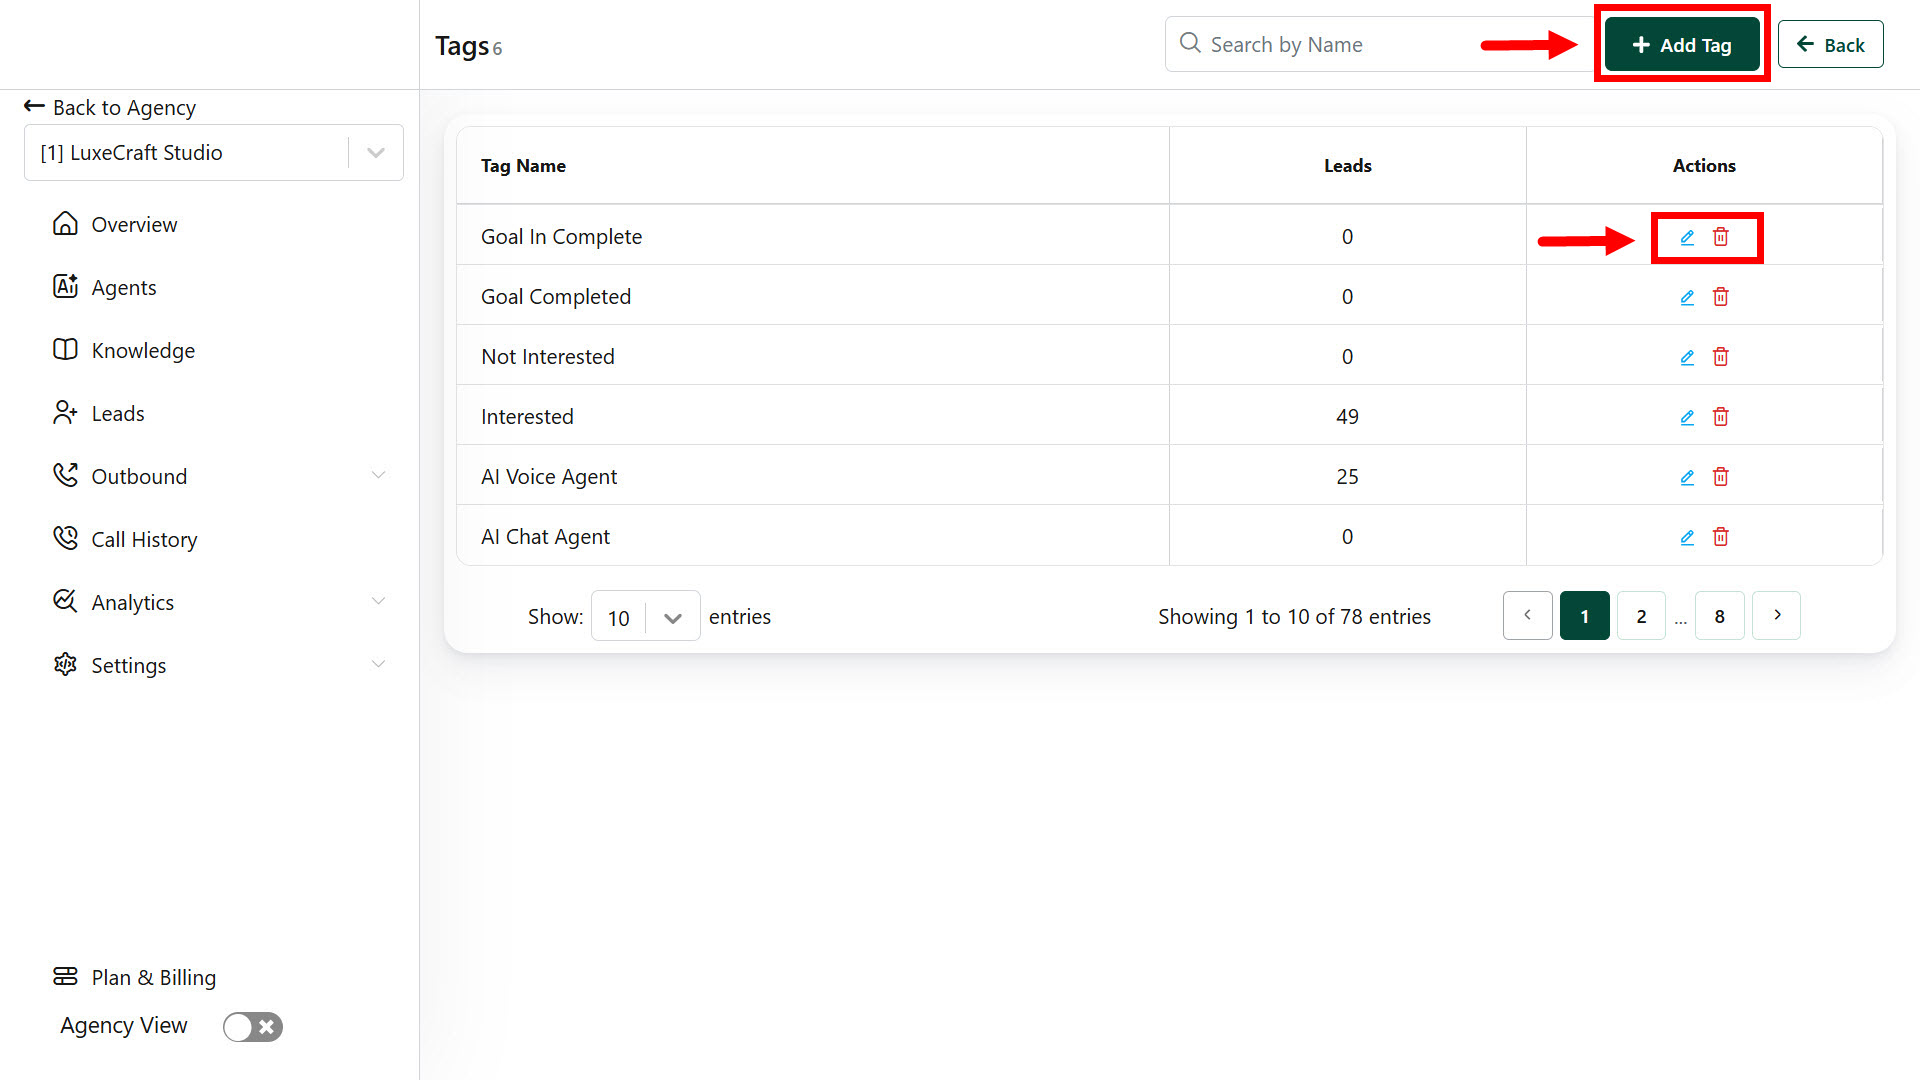 Tags 6
Search by Name
+ Add Tag
Back
Back to Agency
[1] LuxeCraft Studio
Overview
Agents
Knowledge
Leads
Outbound
Call History
Analytics
Settings
Plan & Billing
Agency View
Tag Name Leads Actions
Goal In Complete 0
Goal Completed 0
Not Interested 0
Interested 49
AI Voice Agent 25
AI Chat Agent 0
Show: 10 entries
Showing 1 to 10 of 78 entries
1 2 ... 8